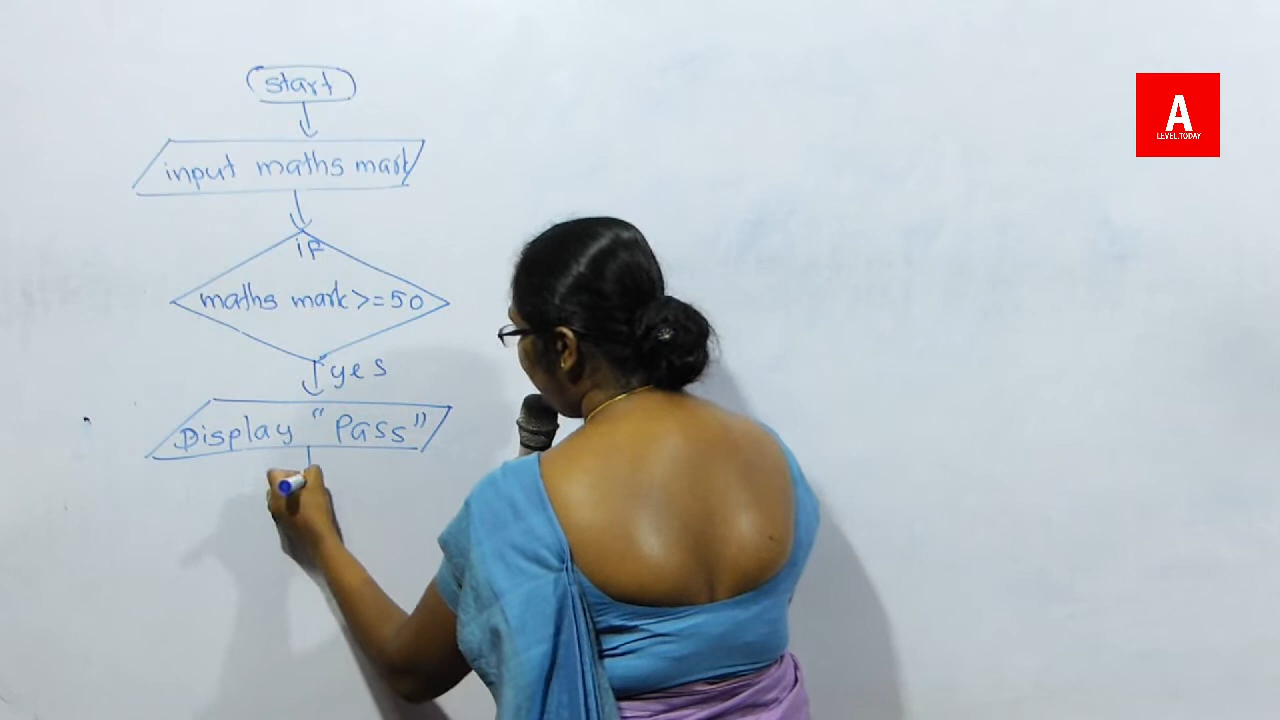 start
input maths mark
if
maths mark >= 50
yes
Display "Pass"
A
LEVEL.TODAY